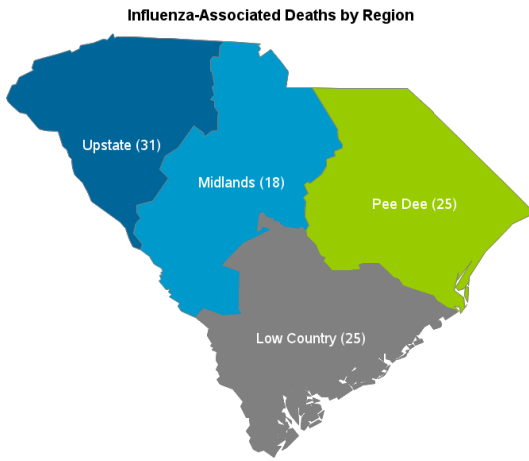 Influenza-Associated Deaths by Region
Upstate (31)
Midlands (18)
Pee Dee (25)
Low Country (25)